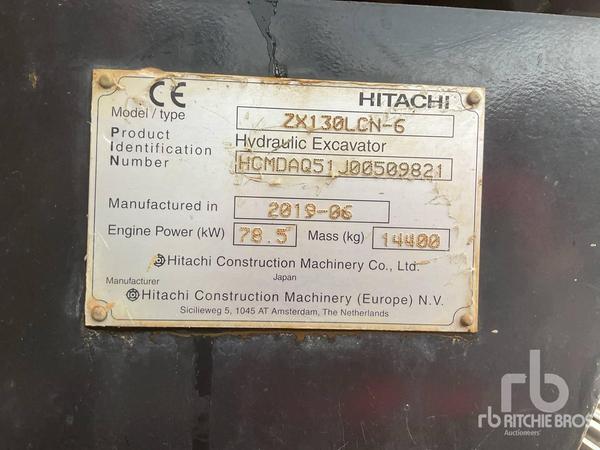 CE HITACHI
Model / type ZX130LCN-6
Product Hydraulic Excavator
Identification
Number HCMDAQ51J00509821
Manufactured in 2019-06
Engine Power (kW) 78.5 Mass (kg) 14400
Hitachi Construction Machinery Co., Ltd.
Japan
Manufacturer
Hitachi Construction Machinery (Europe) N.V.
Sicilieweg 5, 1045 AT Amsterdam, The Netherlands
rb
rb RITCHIE BROS
Auctioneers